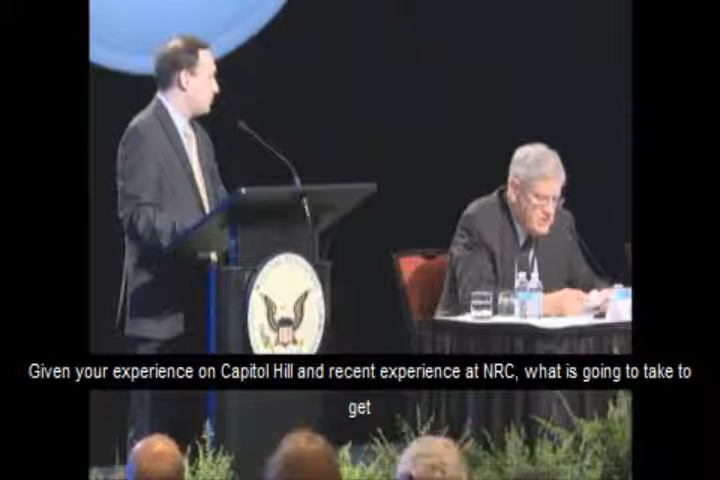 Given your experience on Capitol Hill and recent experience at NRC, what is going to take to
get